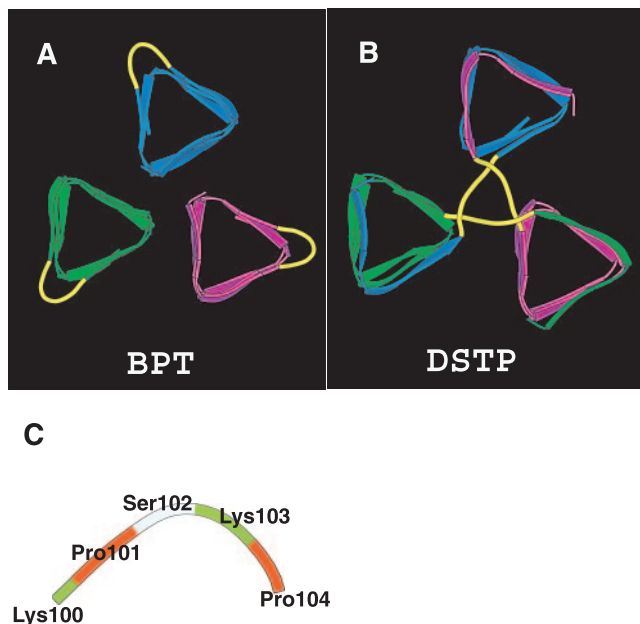 A
B
BPT
DSTP
C
Ser102
Lys103
Pro101
Pro104
Lys100